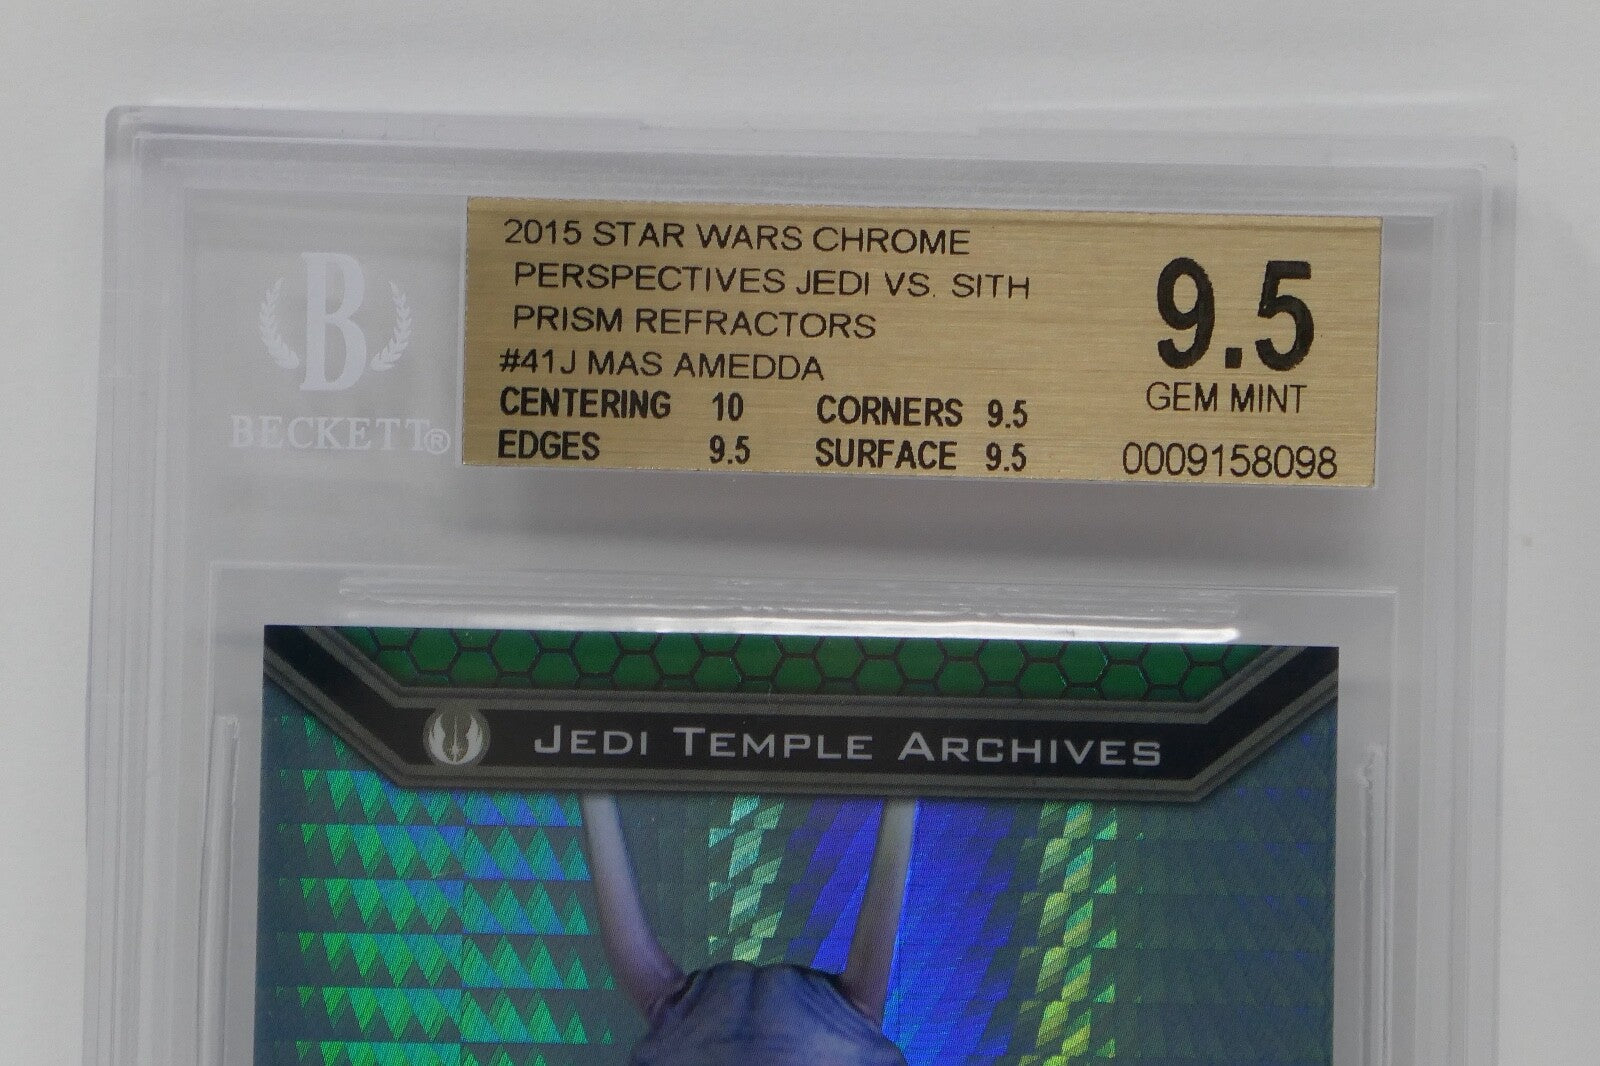 2015 STAR WARS CHROME
PERSPECTIVES JEDI VS. SITH
PRISM REFRACTORS
#41J MAS AMEDDA
CENTERING 10 CORNERS 9.5
EDGES 9.5 SURFACE 9.5
9.5
GEM MINT
0009158098
B
BECKETT®
JEDI TEMPLE ARCHIVES